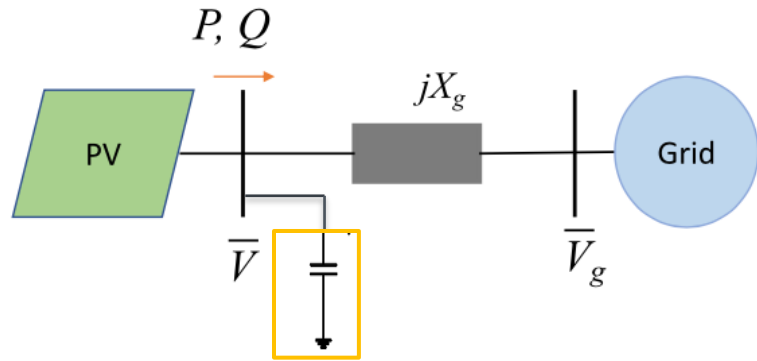 P, Q
jX_g
PV
Grid
V̅
V̅_g